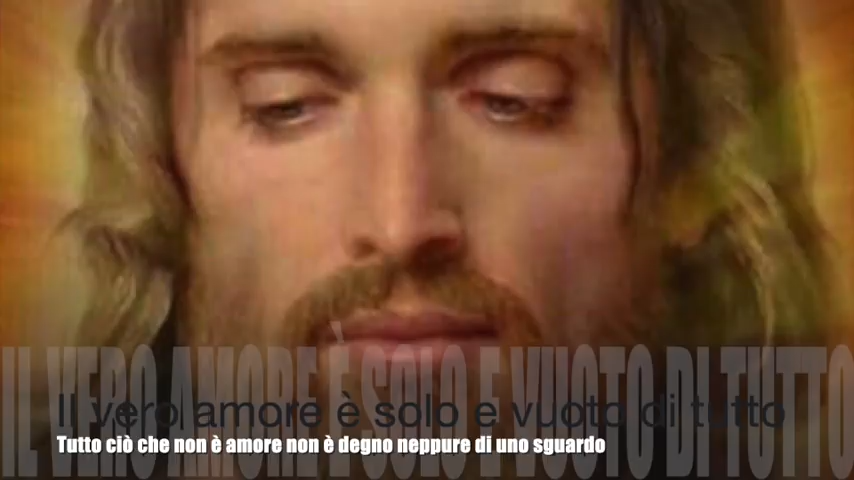 IL VERO AMORE È SOLO E VUOTO DI TUTTO
Il vero amore è solo e vuoto di tutto
Tutto ciò che non è amore non è degno neppure di uno sguardo